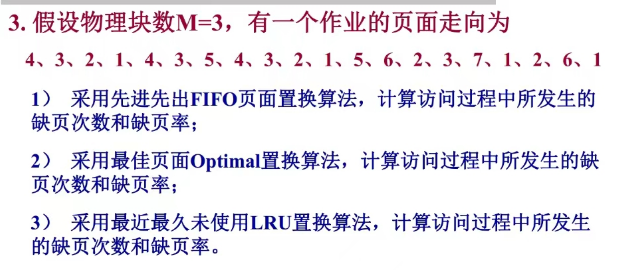 3. 假设物理块数M=3，有一个作业的页面走向为
4、3、2、1、4、3、5、4、3、2、1、5、6、2、3、7、1、2、6、1
1） 采用先进先出FIFO页面置换算法，计算访问过程中所发生的
缺页次数和缺页率；
2） 采用最佳页面Optimal置换算法，计算访问过程中所发生的缺
页次数和缺页率；
3） 采用最近最久未使用LRU置换算法，计算访问过程中所发生
的缺页次数和缺页率。